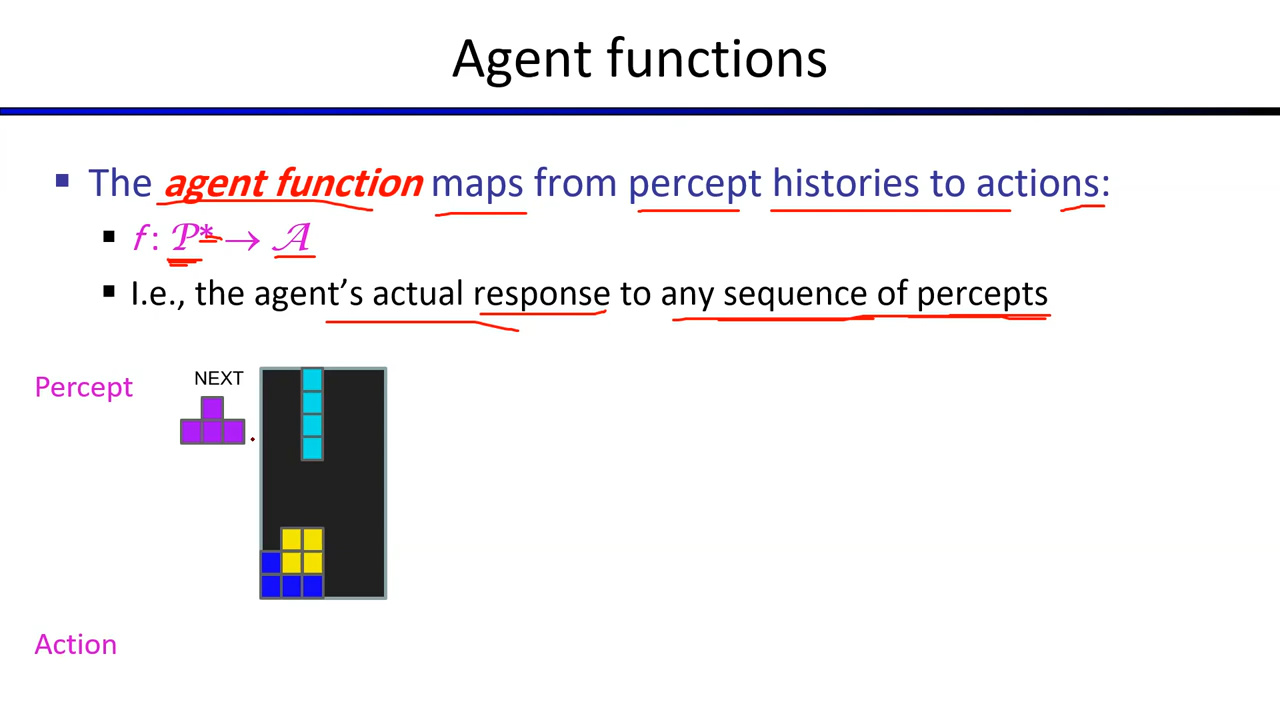 Agent functions
▪ The agent function maps from percept histories to actions:
▪ f : 𝒫* → 𝒜
▪ I.e., the agent’s actual response to any sequence of percepts
Percept
NEXT
Action